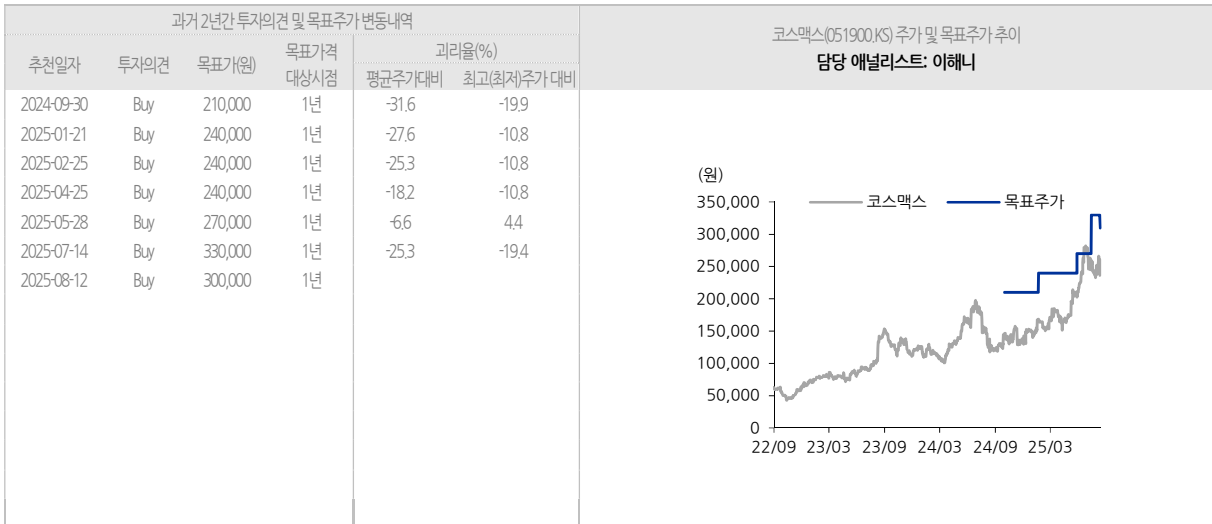 과거 2년간 투자의견 및 목표주가 변동내역
추천일자 투자의견 목표가(원) 목표가격 대상시점 괴리율(%)
평균주가대비 최고(최저)주가 대비
2024-09-30 Buy 210,000 1년 -31.6 -19.9
2025-01-21 Buy 240,000 1년 -27.6 -10.8
2025-02-25 Buy 240,000 1년 -25.3 -10.8
2025-04-25 Buy 240,000 1년 -18.2 -10.8
2025-05-28 Buy 270,000 1년 -6.6 4.4
2025-07-14 Buy 330,000 1년 -25.3 -19.4
2025-08-12 Buy 300,000 1년
코스맥스(051900.KS) 주가 및 목표주가 추이
담당 애널리스트: 이해니
(원)
코스맥스 목표주가
350,000
300,000
250,000
200,000
150,000
100,000
50,000
0
22/09 23/03 23/09 24/03 24/09 25/03